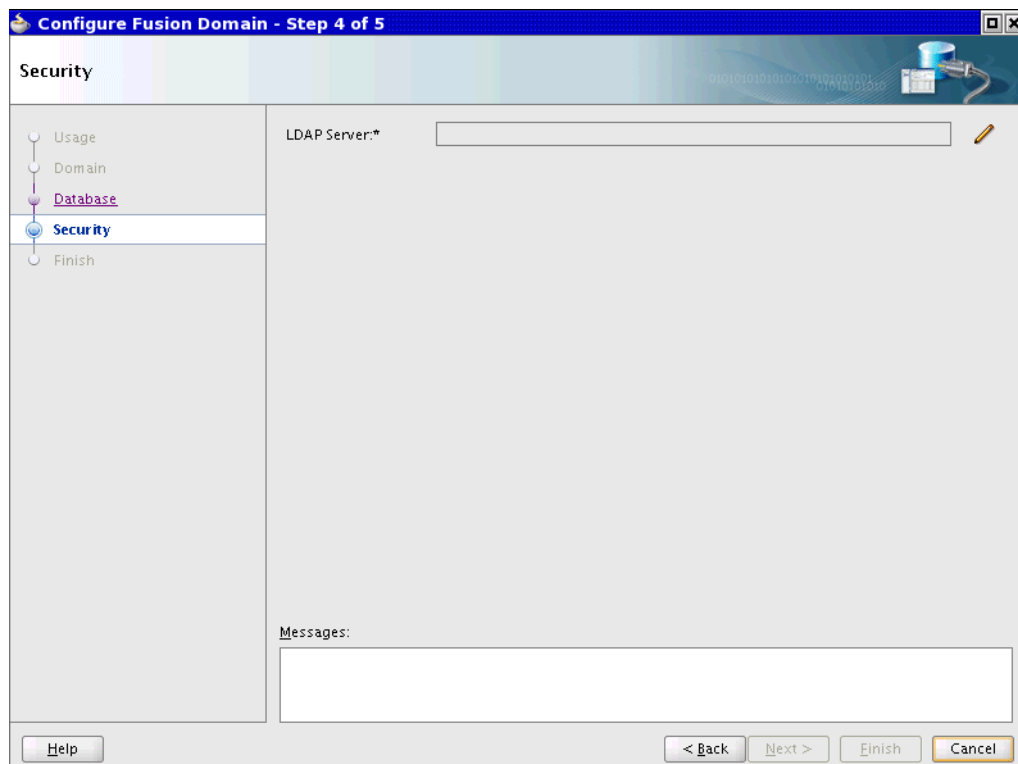 Configure Fusion Domain - Step 4 of 5
Security
Usage
Domain
Database
Security
Finish
LDAP Server:*
Messages:
Help
< Back
Next >
Finish
Cancel